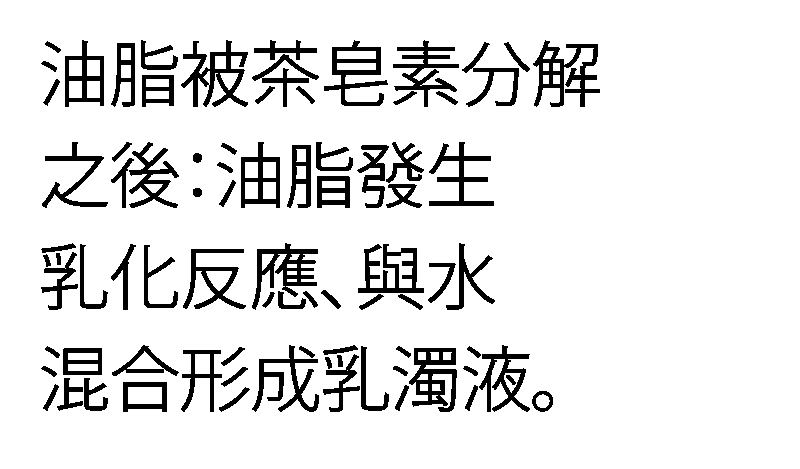 油脂被茶皂素分解
之後：油脂發生
乳化反應、與水
混合形成乳濁液。